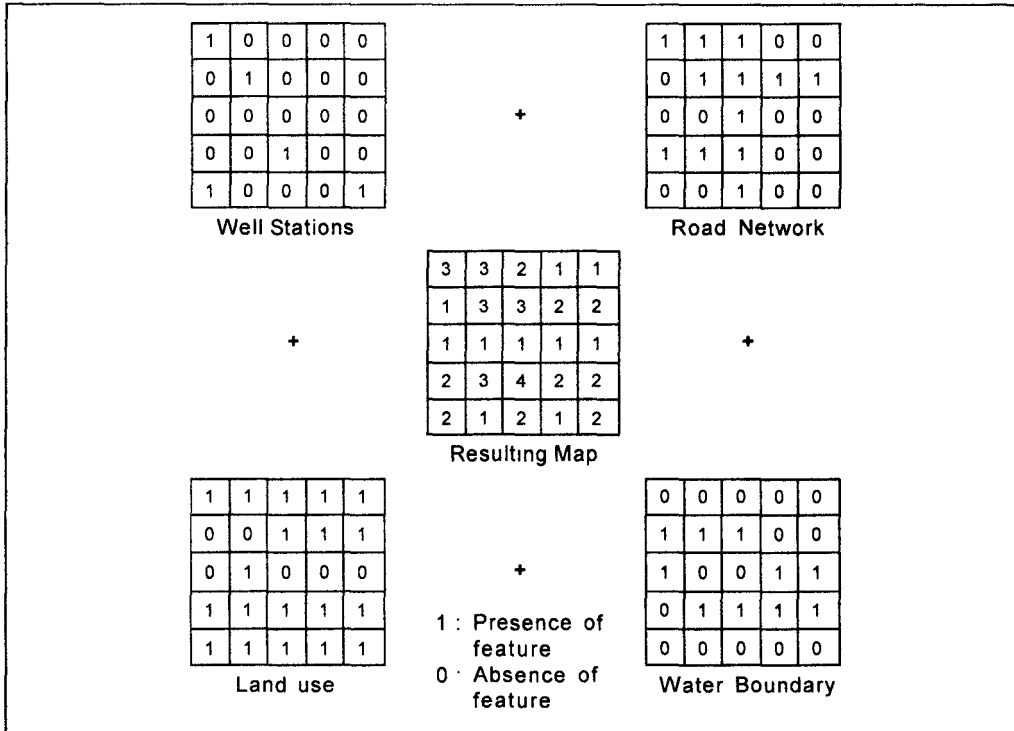 1 0 0 0 0
0 1 0 0 0
0 0 0 0 0
0 0 1 0 0
1 0 0 0 1
Well Stations
+
1 1 1 0 0
0 1 1 1 1
0 0 1 0 0
1 1 1 0 0
0 0 1 0 0
Road Network
+
3 3 2 1 1
1 3 3 2 2
1 1 1 1 1
2 3 4 2 2
2 1 2 1 2
Resulting Map
+
1 1 1 1 1
0 0 1 1 1
0 1 0 0 0
1 1 1 1 1
1 1 1 1 1
Land use
+
1 : Presence of
feature
0 : Absence of
feature
0 0 0 0 0
1 1 1 0 0
1 0 0 1 1
0 1 1 1 1
0 0 0 0 0
Water Boundary